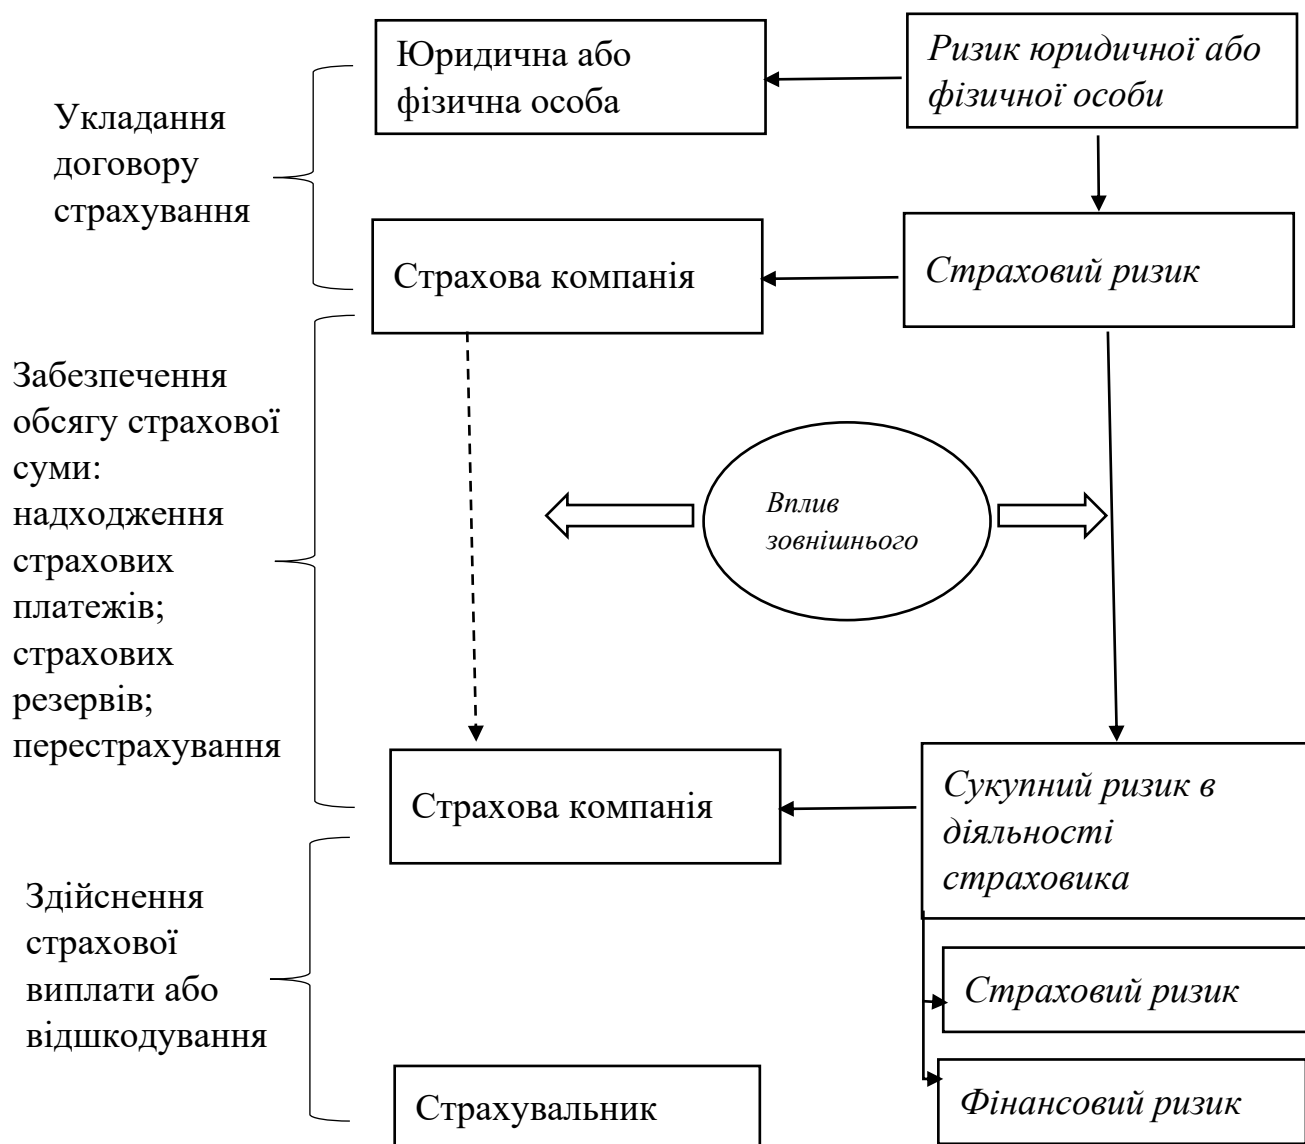 Юридична або
фізична особа
Ризик юридичної або
фізичної особи
Укладання
договору
страхування
Страхова компанія
Страховий ризик
Забезпечення
обсягу страхової
суми:
надходження
страхових
платежів;
страхових
резервів;
перестрахування
Вплив
зовнішнього
Страхова компанія
Сукупний ризик в
діяльності
страховика
Здійснення
страхової
виплати або
відшкодування
Страховий ризик
Страхувальник
Фінансовий ризик